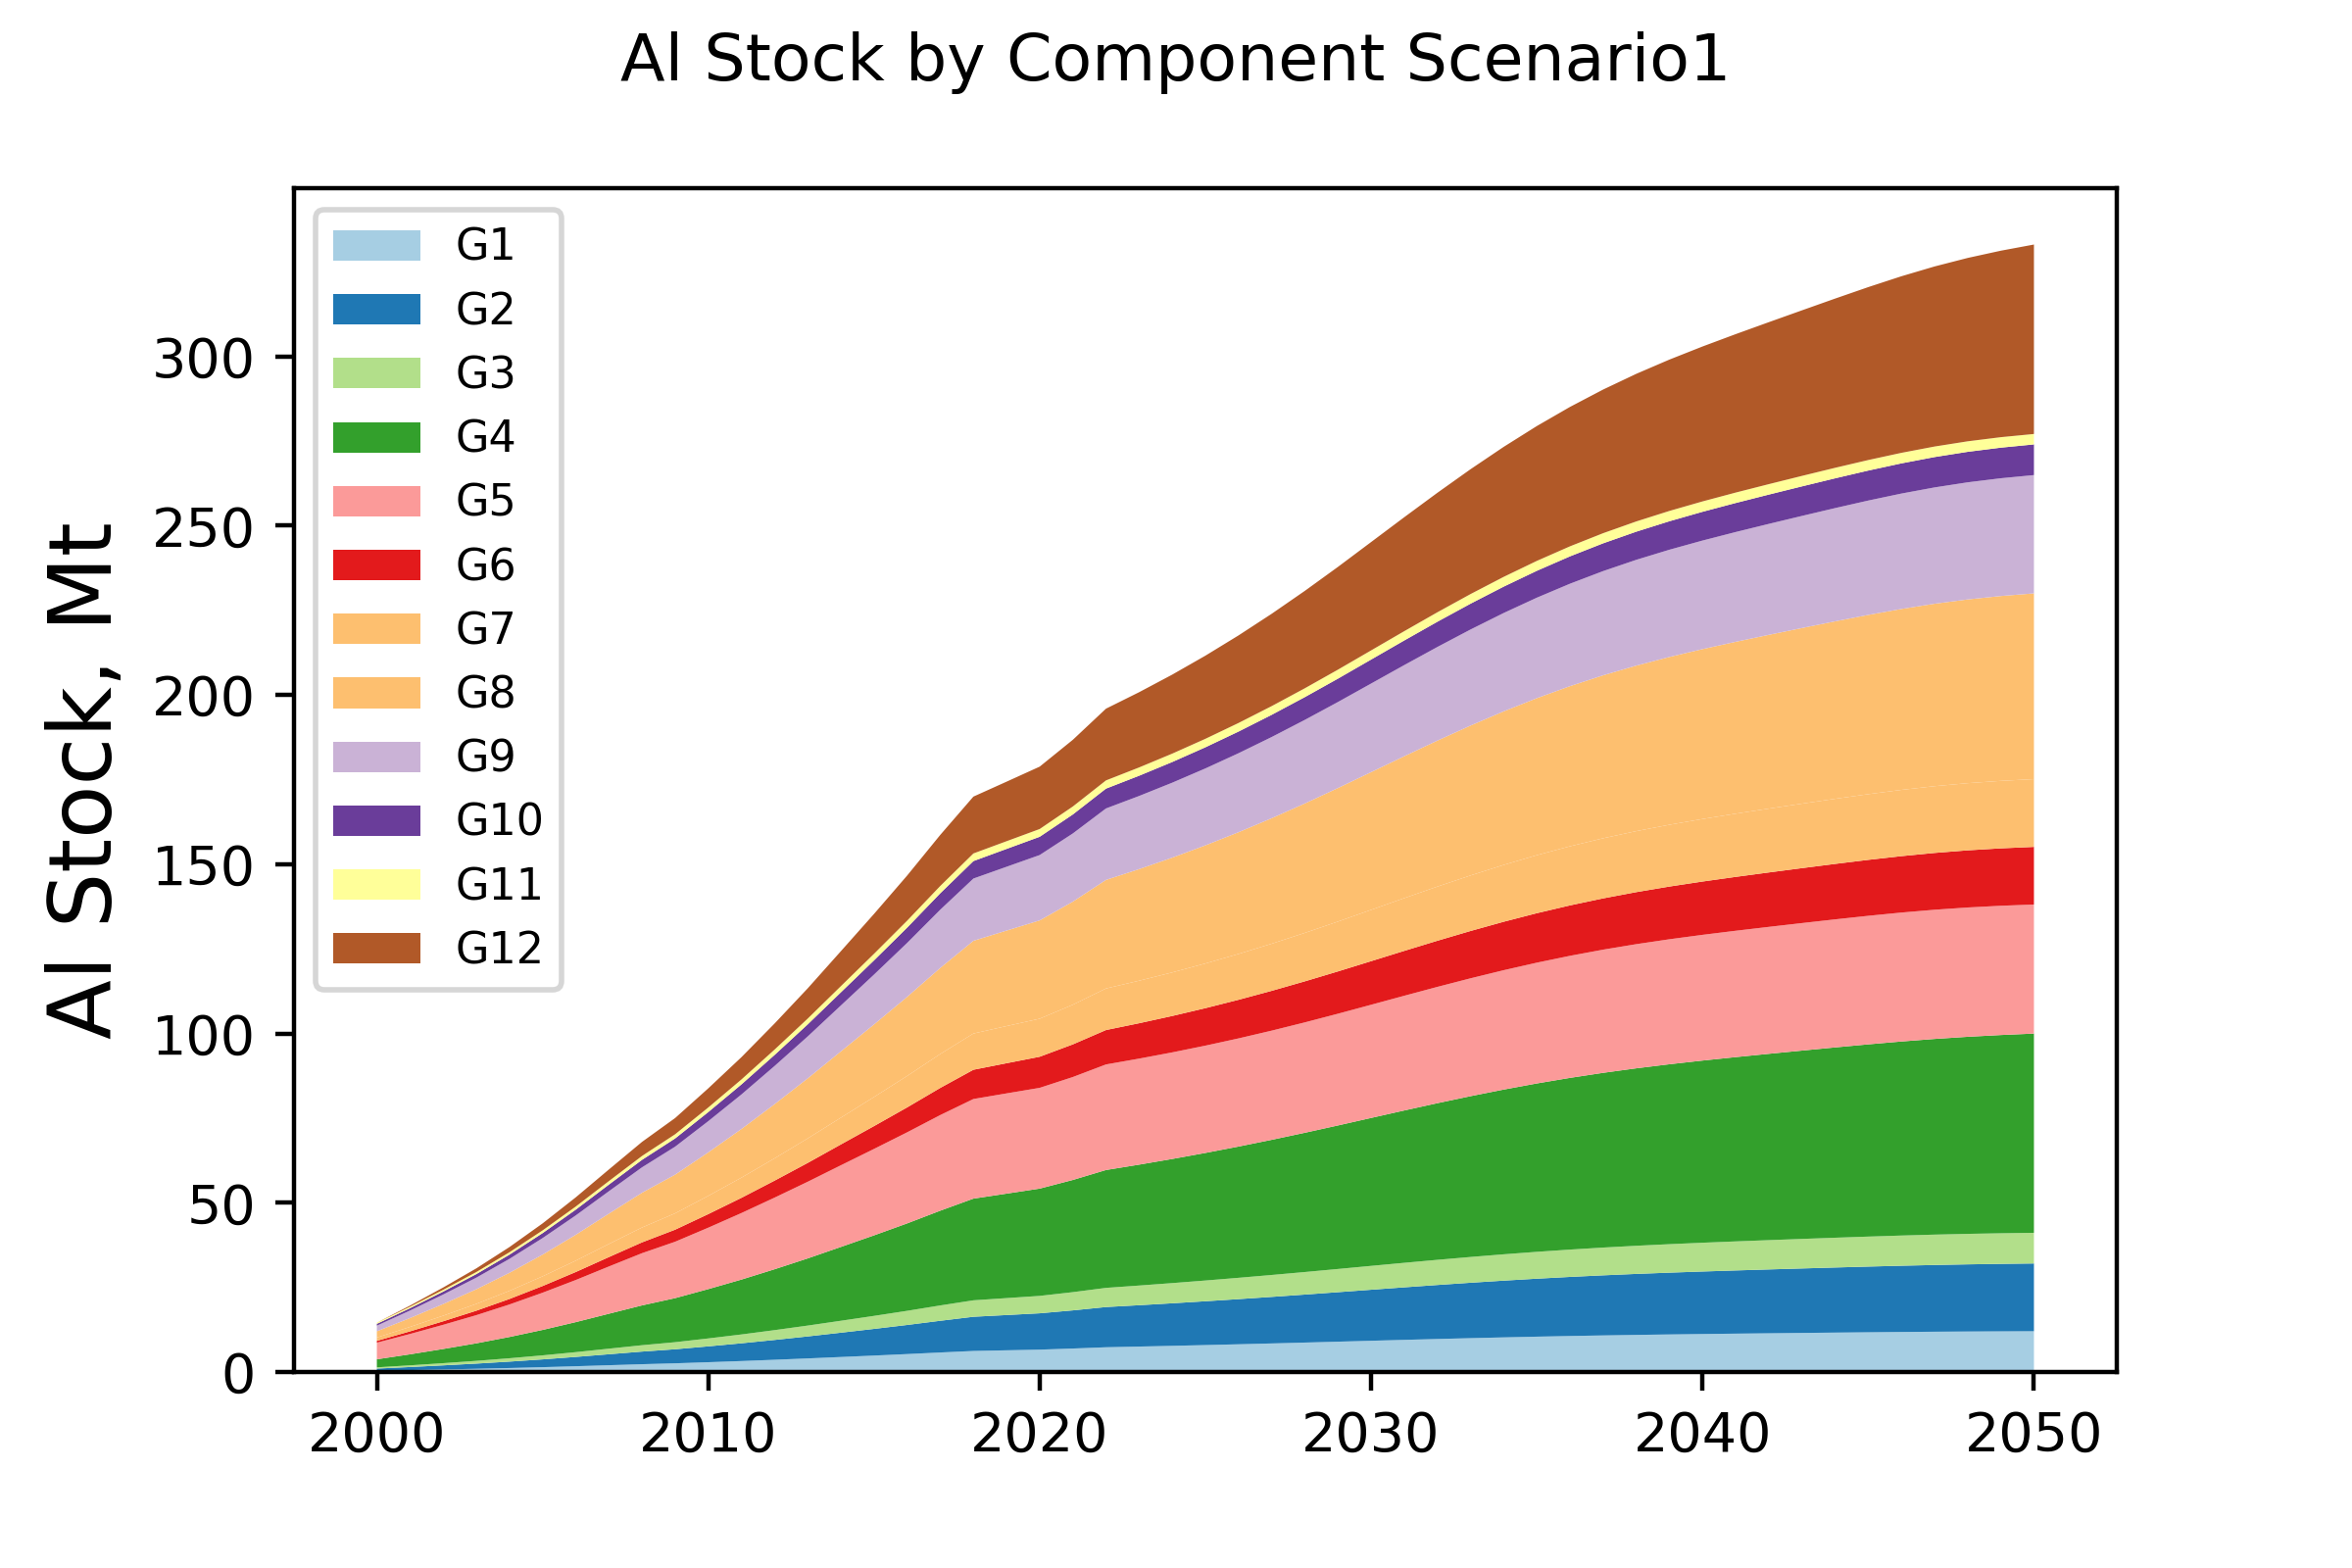 Al Stock by Component Scenario1
Al Stock, Mt
300
250
200
150
100
50
0
G1
G2
G3
G4
G5
G6
G7
G8
G9
G10
G11
G12
2000 2010 2020 2030 2040 2050